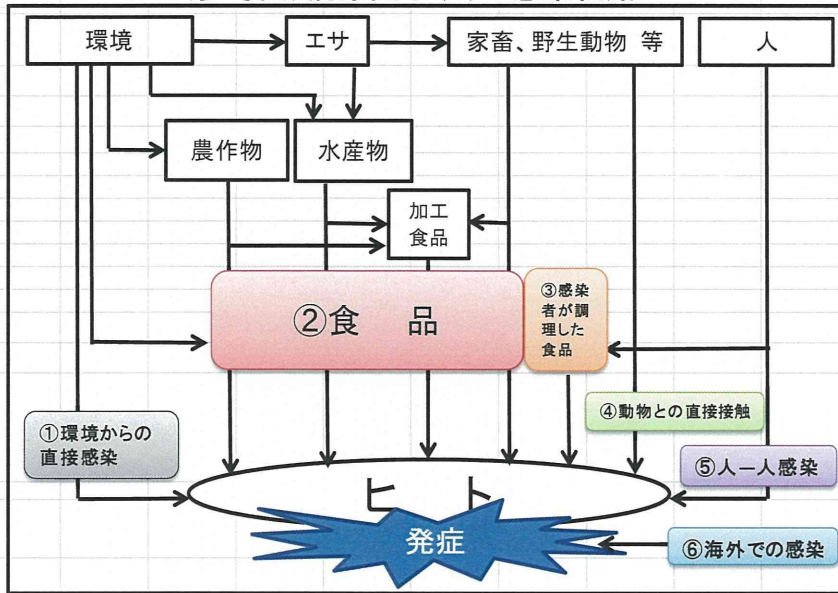 環境
エサ
家畜、野生動物 等
人
農作物
水産物
加工
食品
②食 品
③感染
者が調
理した
食品
④動物との直接接触
①環境からの
直接感染
⑤人ー人感染
ヒ ト
発症
⑥海外での感染